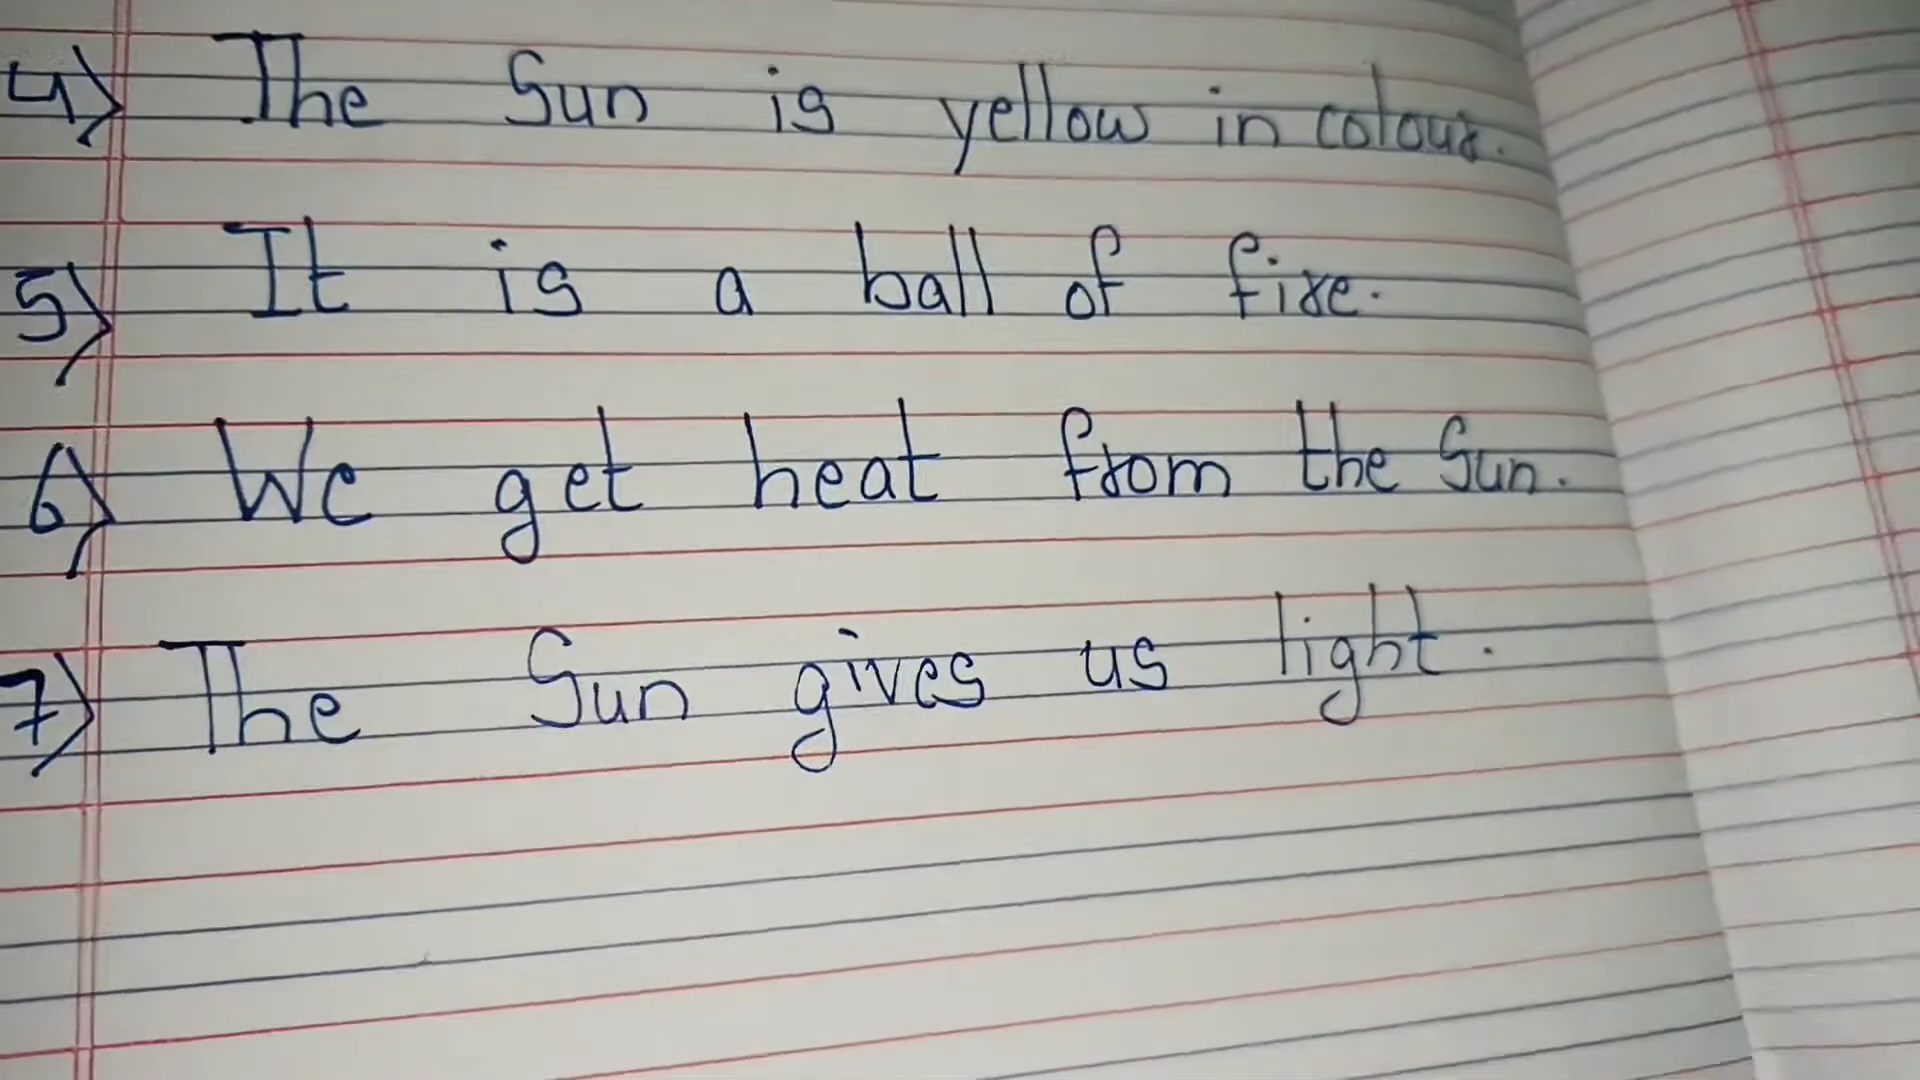 4) The Sun is yellow in colour.
5) It is a ball of fire.
6) We get heat from the Sun.
7) The Sun gives us light.